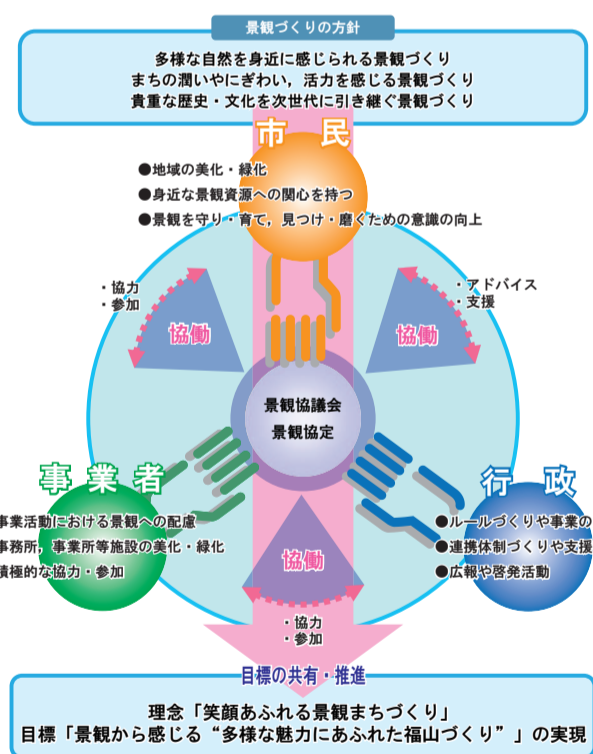 景観づくりの方針
多様な自然を身近に感じられる景観づくり
まちの潤いやにぎわい，活力を感じる景観づくり
貴重な歴史・文化を次世代に引き継ぐ景観づくり
市民
●地域の美化・緑化
●身近な景観資源への関心を持つ
●景観を守り・育て，見つけ・磨くための意識の向上
・協力
・参加
協働
・アドバイス
・支援
協働
景観協議会
景観協定
事業者
事業活動における景観への配慮
事務所，事業所等施設の美化・緑化
積極的な協力・参加
行政
●ルールづくりや事業の
●連携体制づくりや支援
●広報や啓発活動
協働
・協力
・参加
目標の共有・推進
理念「笑顔あふれる景観まちづくり」
目標「景観から感じる“多様な魅力にあふれた福山づくり”」の実現